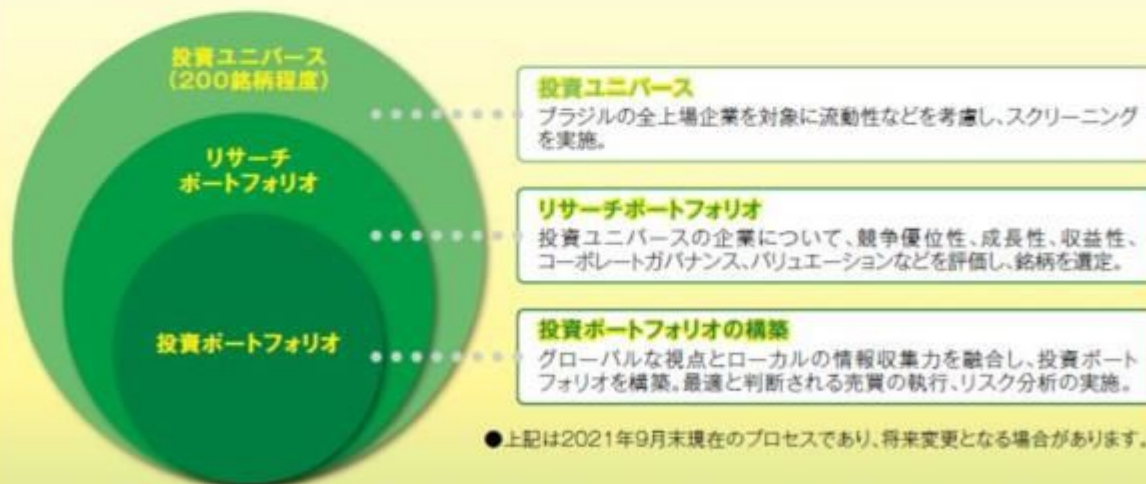 投資ユニバース
(200銘柄程度)
リサーチ
ポートフォリオ
投資ポートフォリオ
投資ユニバース
ブラジルの全上場企業を対象に流動性などを考慮し、スクリーニング
を実施。
リサーチポートフォリオ
投資ユニバースの企業について、競争優位性、成長性、収益性、
コーポレートガバナンス、バリュエーションなどを評価し、銘柄を選定。
投資ポートフォリオの構築
グローバルな視点とローカルの情報収集力を融合し、投資ポート
フォリオを構築。最適と判断される売買の執行、リスク分析の実施。
●上記は2021年9月末現在のプロセスであり、将来変更となる場合があります。